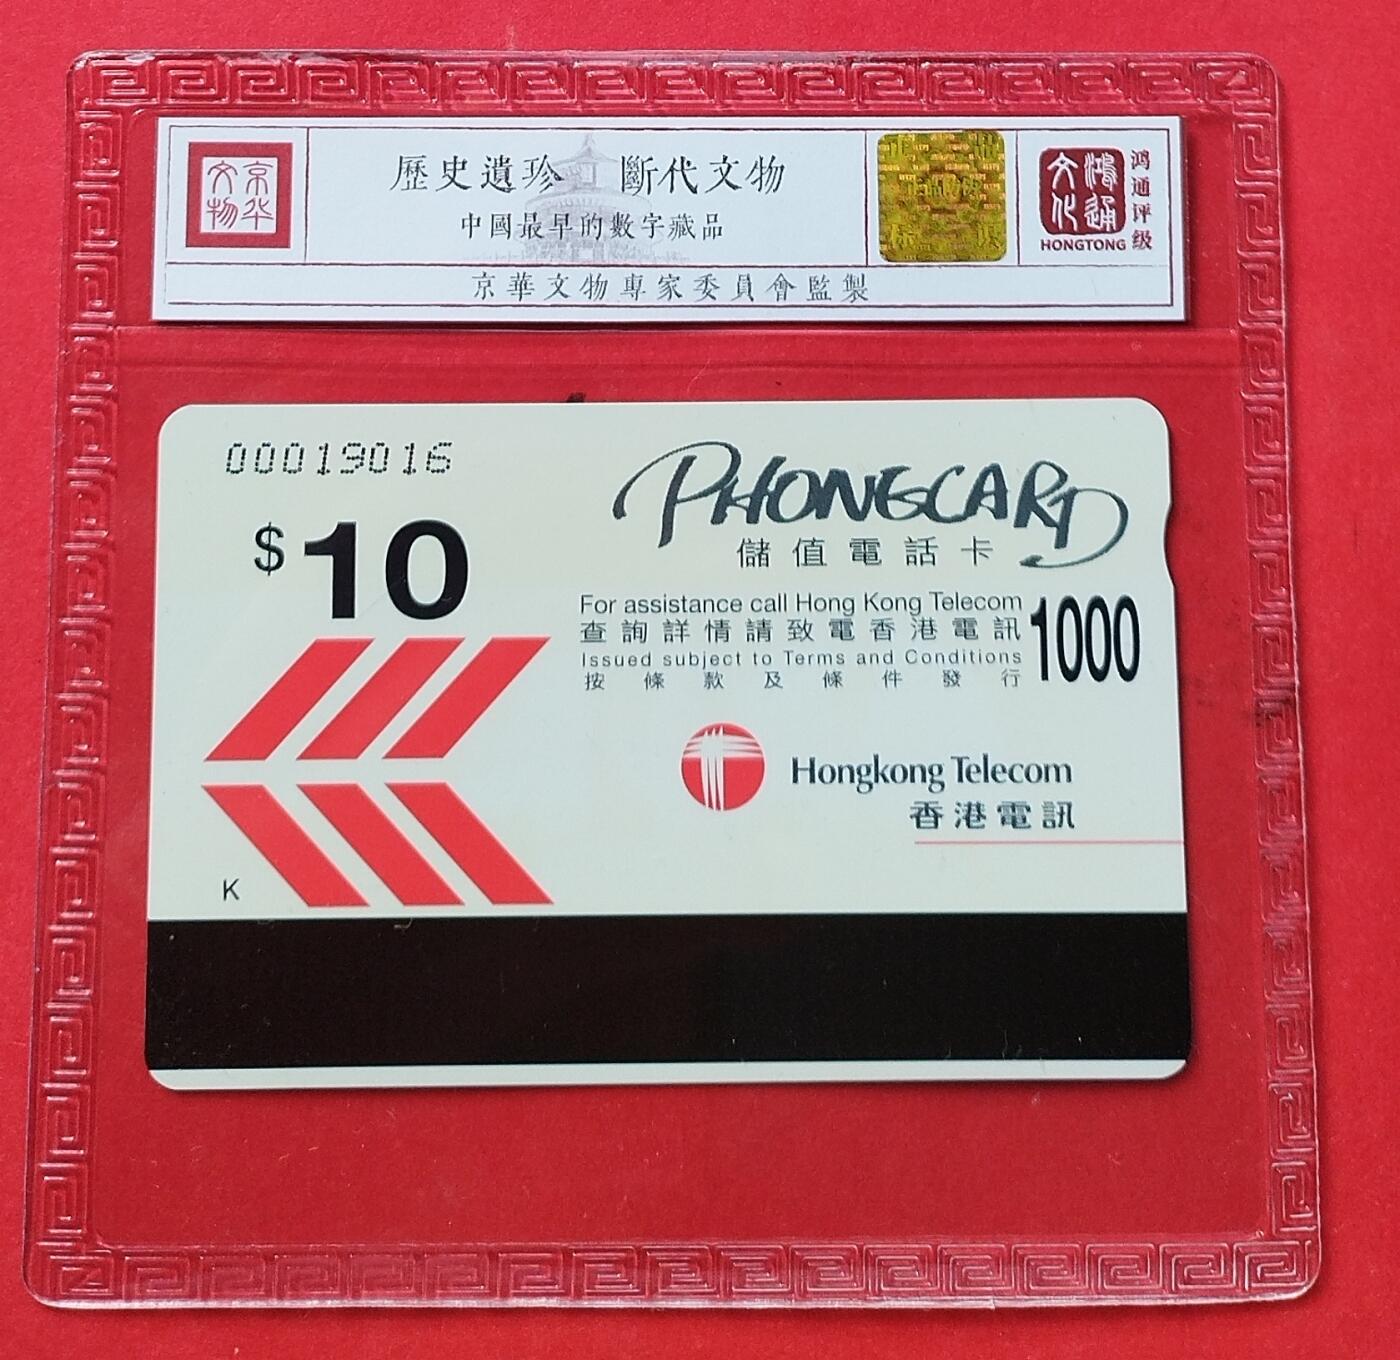 京华
文物
歷史遺珍 斷代文物
中國最早的數字藏品
京華文物專家委員會監製
鴻通
文化
HONGTONG
鸿通评级
00019016
$10
PHONECARD
儲值電話卡
For assistance call Hong Kong Telecom
查詢詳情請致電香港電訊
1000
Issued subject to Terms and Conditions
按條款及條件發行
Hongkong Telecom
香港電訊
K